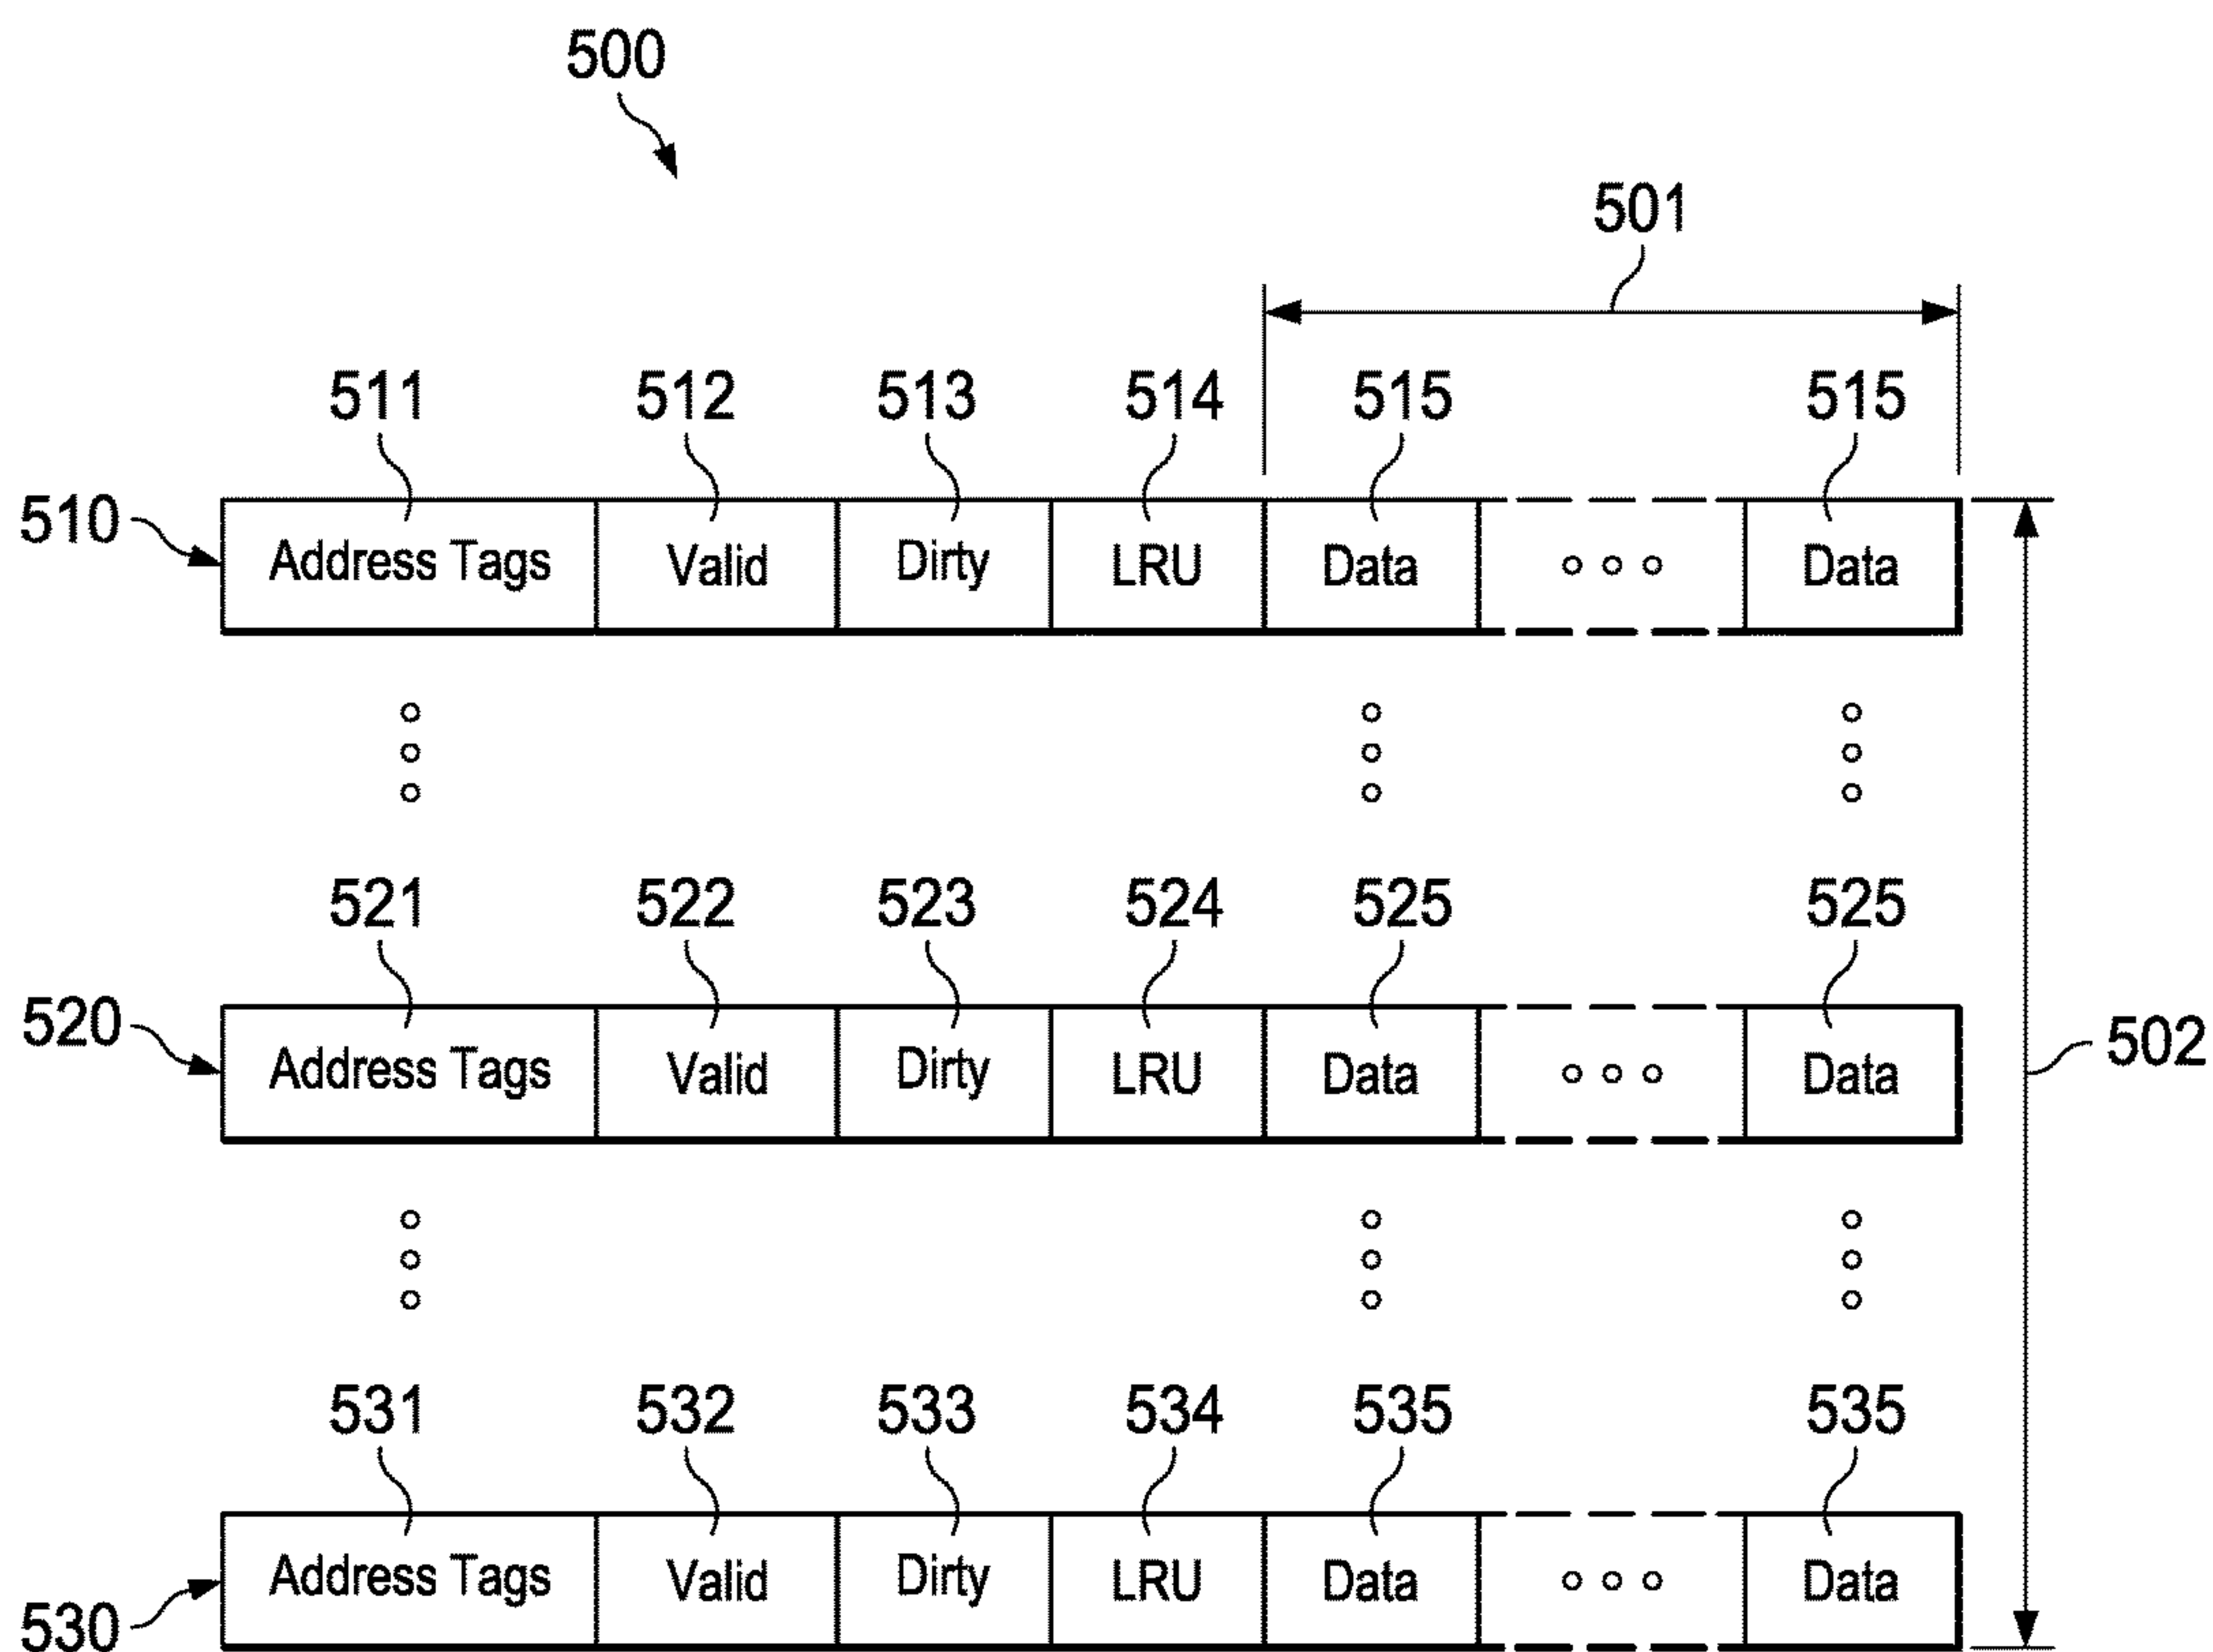 500
501
511 512 513 514 515 515
510 Address Tags Valid Dirty LRU Data Data
521 522 523 524 525 525
520 Address Tags Valid Dirty LRU Data Data
502
531 532 533 534 535 535
530 Address Tags Valid Dirty LRU Data Data